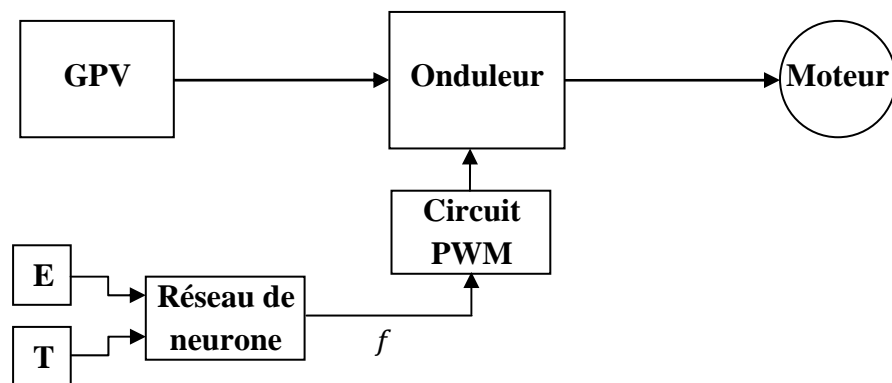 GPV
Onduleur
Moteur
Circuit
PWM
E
Réseau de
neurone
f
T